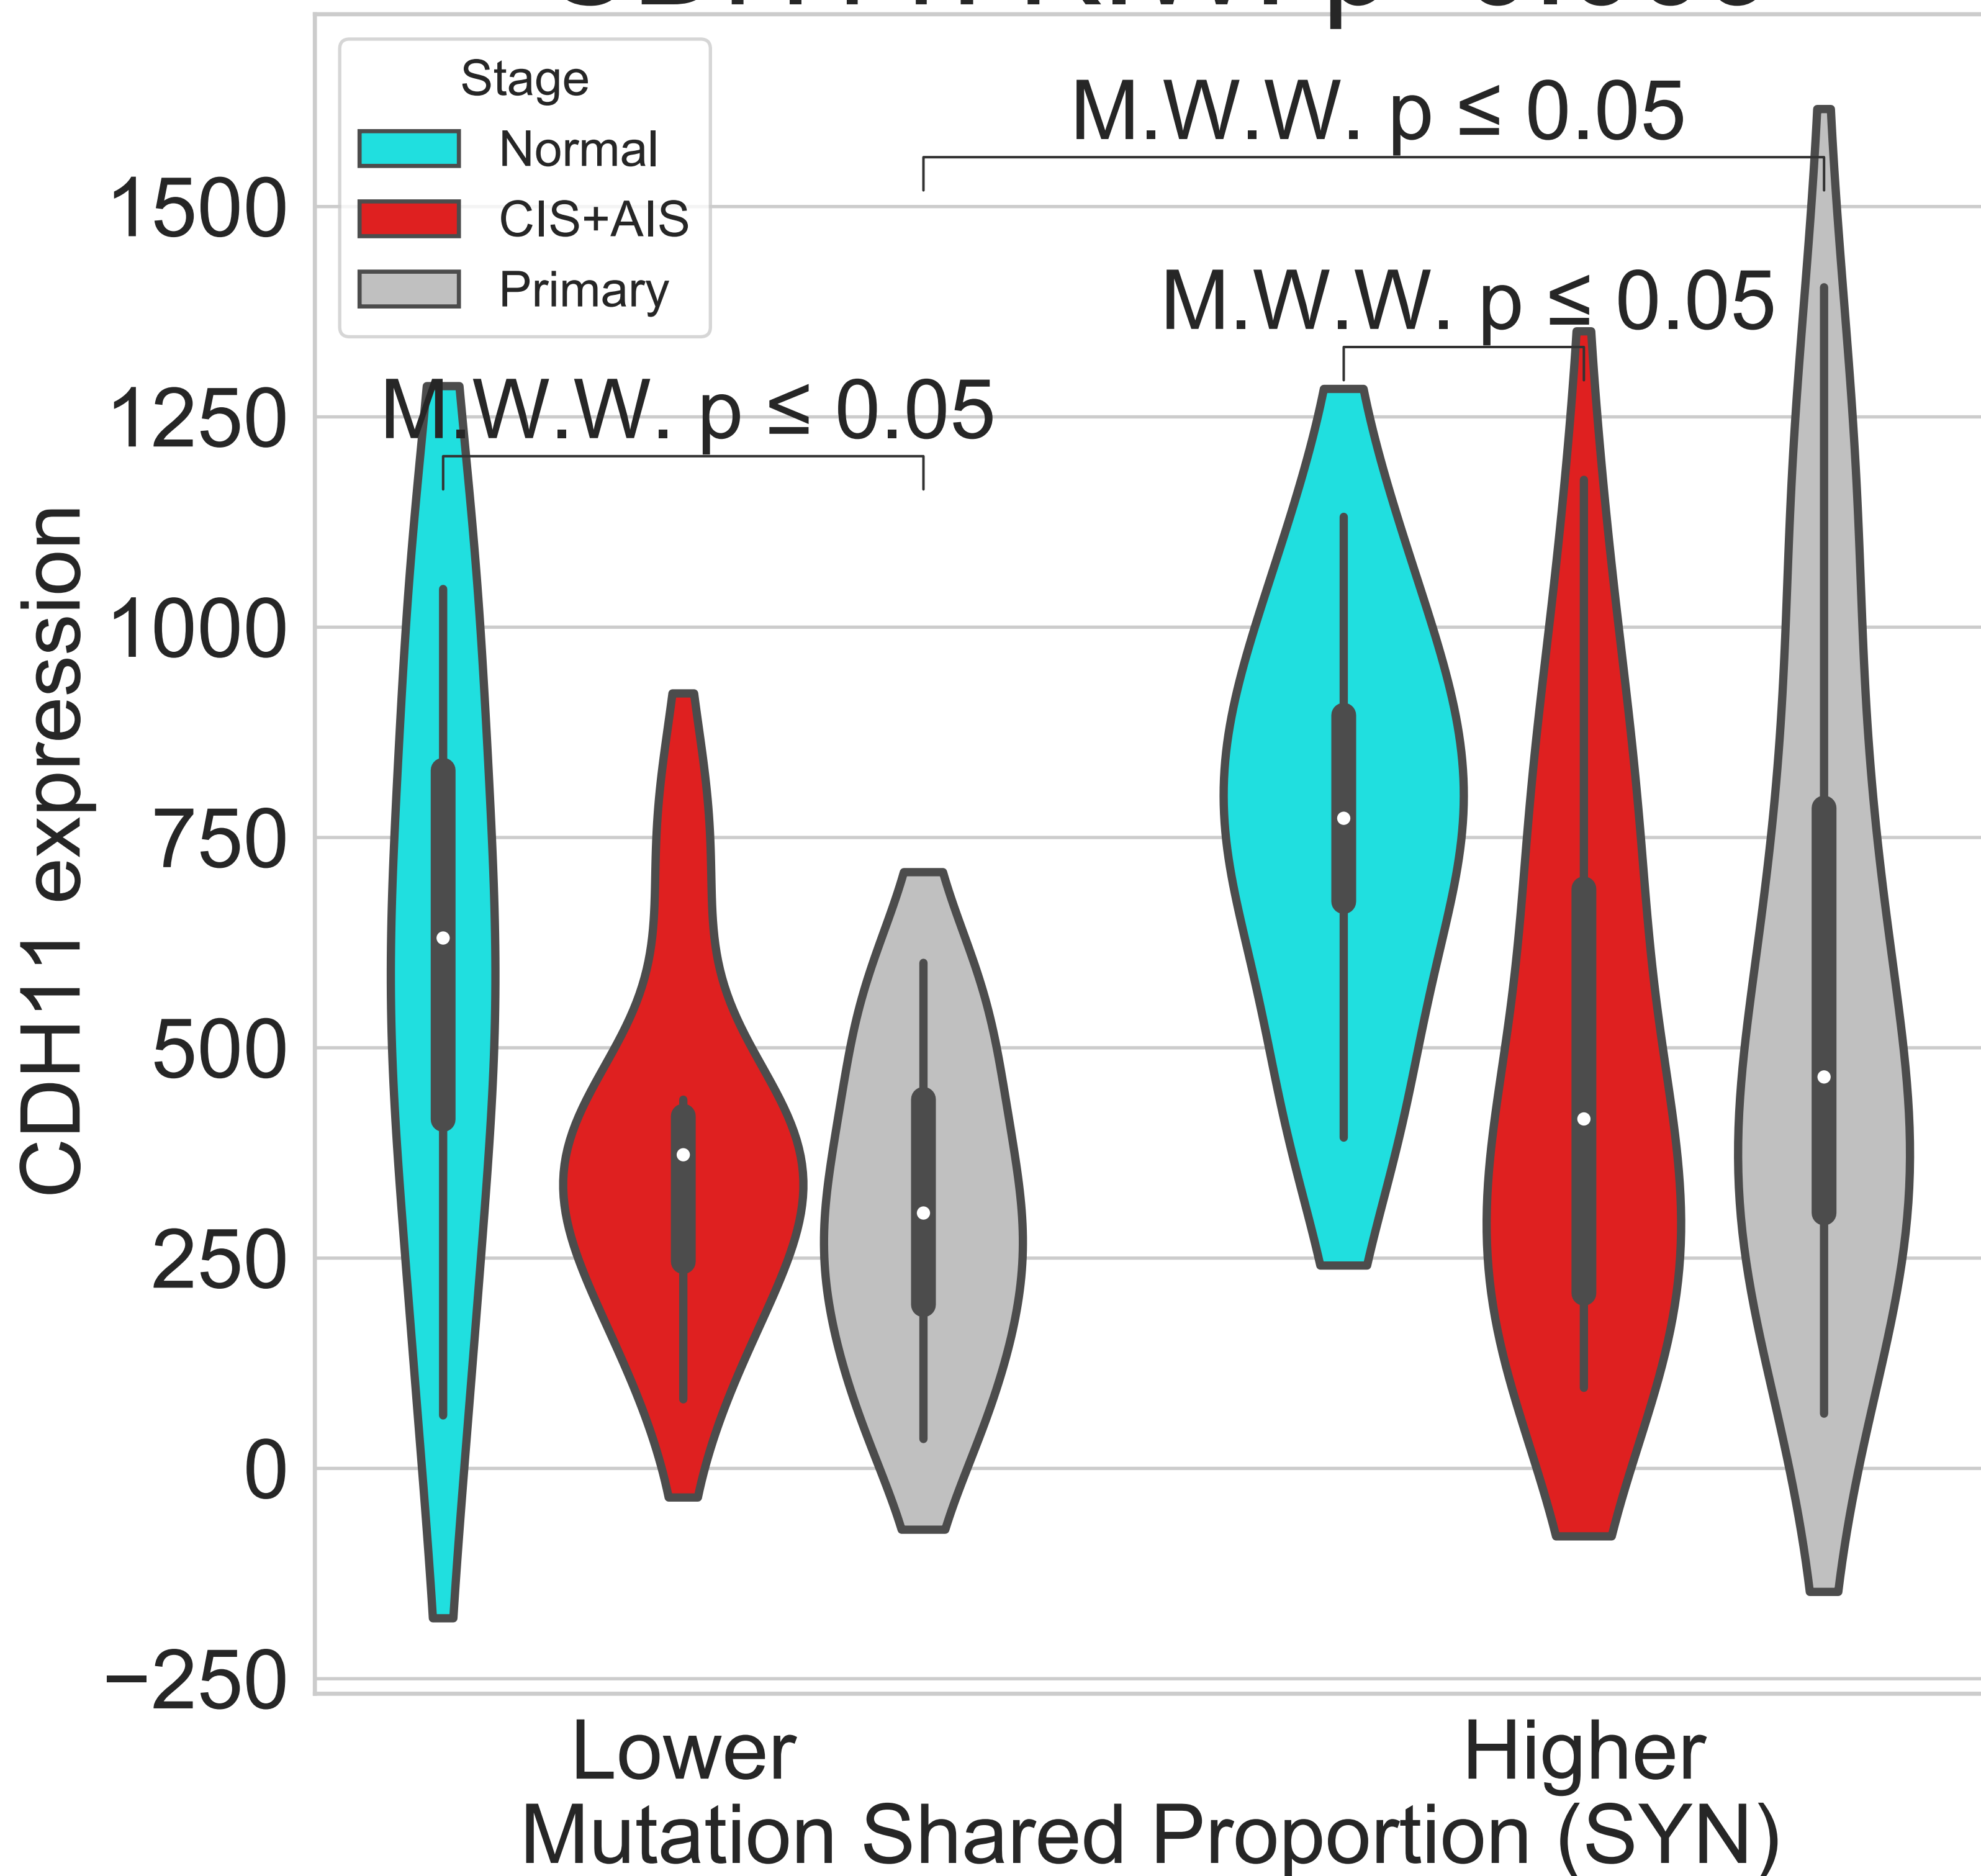 Stage
Normal
CIS+AIS
Primary
M.W.W. p ≤ 0.05
M.W.W. p ≤ 0.05
M.W.W. p ≤ 0.05
1500
1250
1000
750
500
250
0
−250
CDH11 expression
Lower
Higher
Mutation Shared Proportion (SYN)